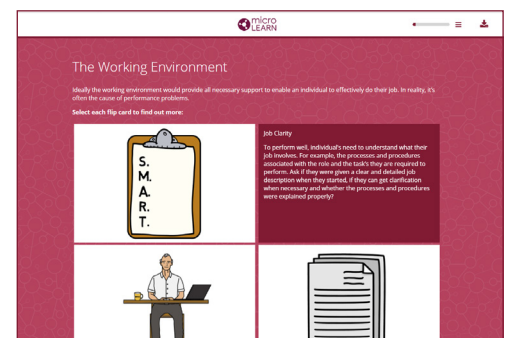 micro
LEARN
The Working Environment
Ideally the working environment would provide all necessary support to enable an individual to effectively do their job. In reality, it's
often the cause of performance problems.
Select each flip card to find out more:
S.
M.
A.
R.
T.
Job Clarity
To perform well, individual's need to understand what their
job involves. For example, the processes and procedures
associated with the role and the task's they are required to
perform. Ask if they were given a clear and detailed job
description when they started, if they can get clarification
when necessary and whether the processes and procedures
were explained properly?